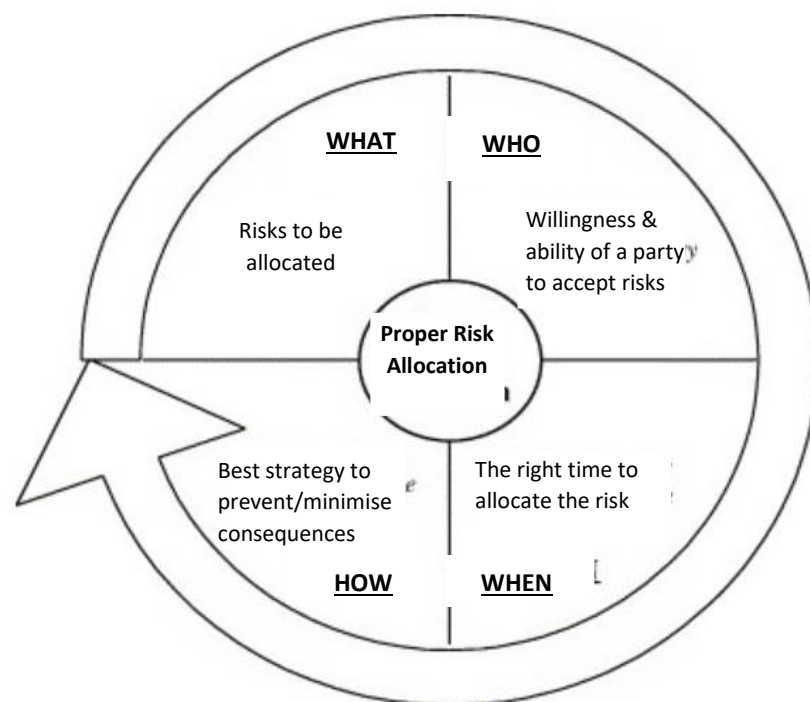 WHAT
WHO
Risks to be
allocated
Willingness &
ability of a party
to accept risks
Proper Risk
Allocation
Best strategy to
prevent/minimise
consequences
The right time to
allocate the risk
HOW
WHEN